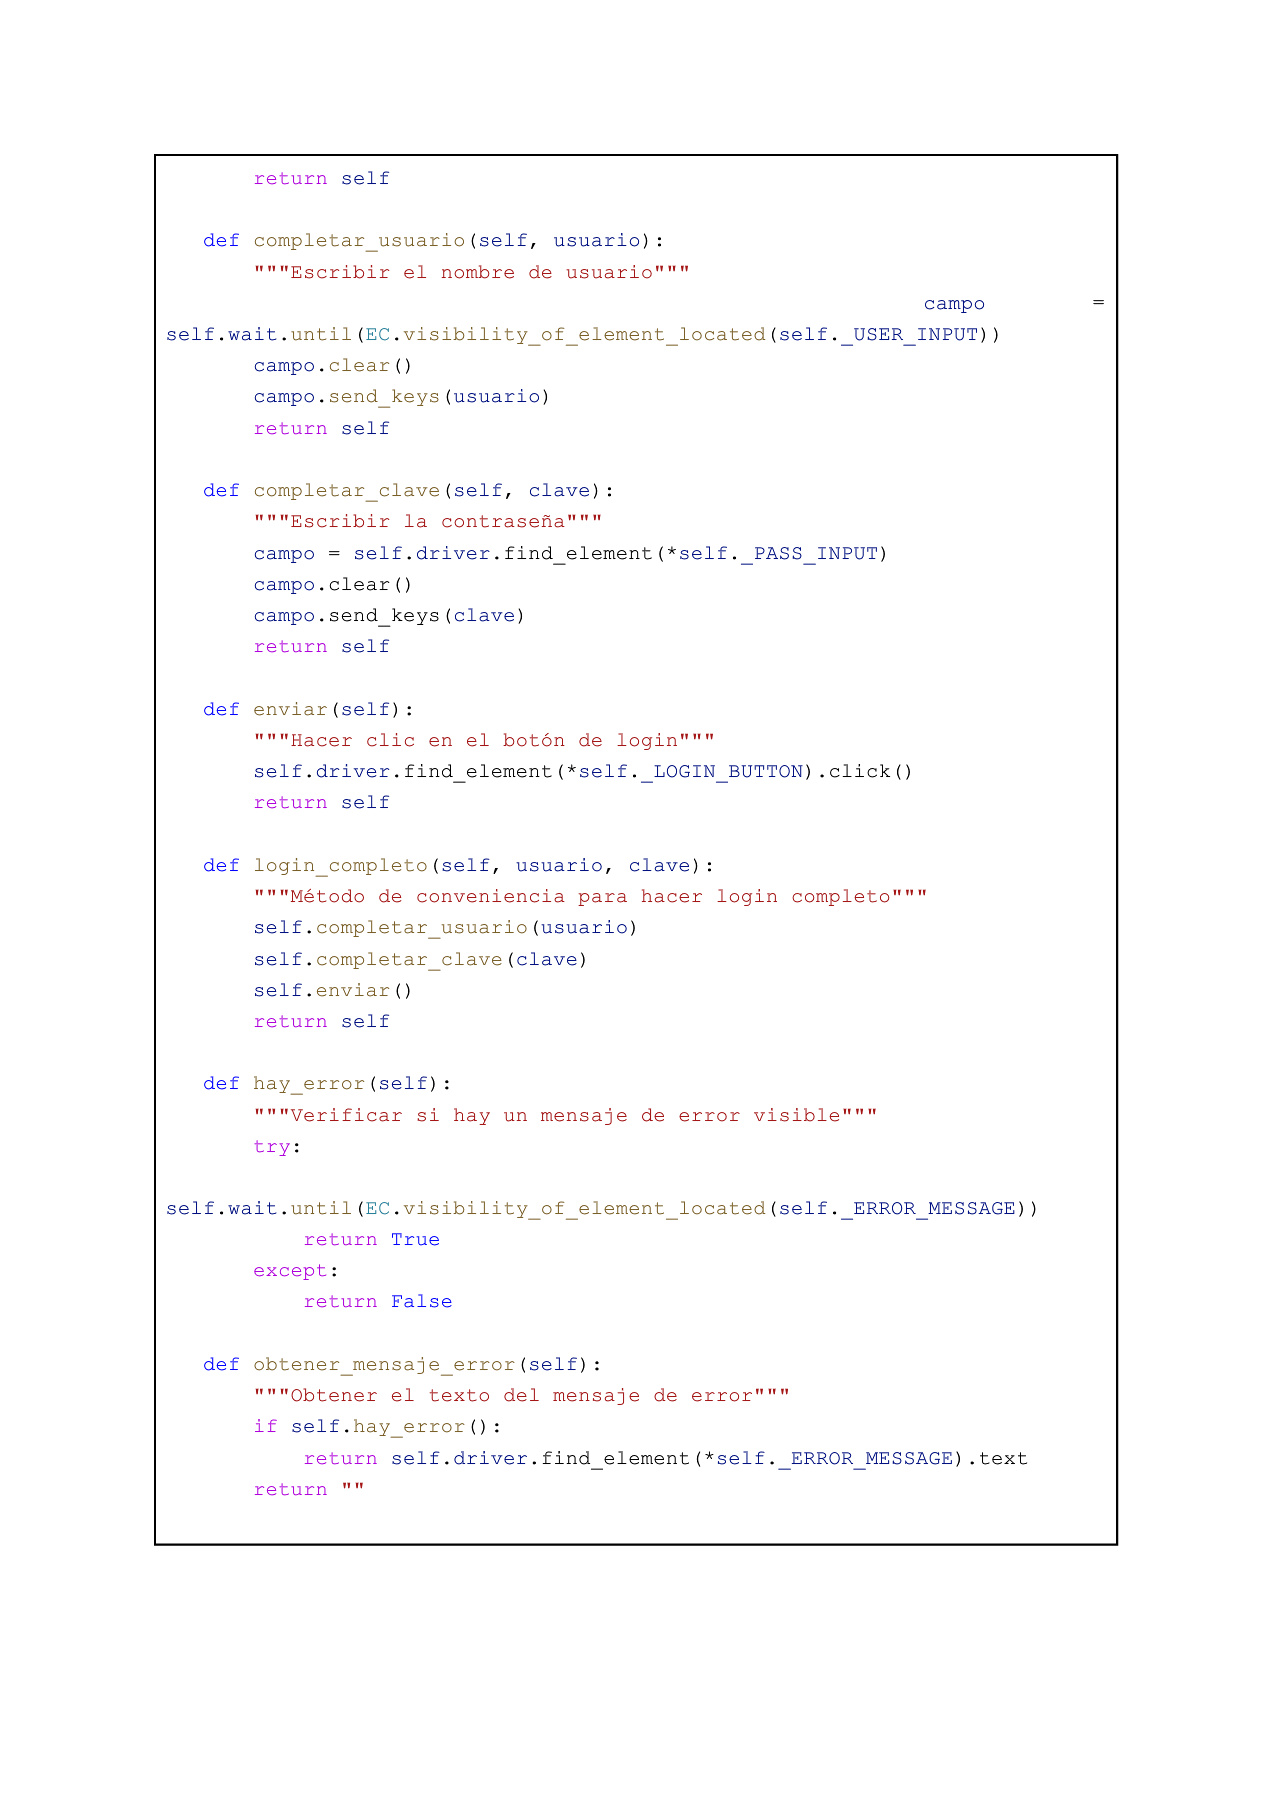 return self

    def completar_usuario(self, usuario):
        """Escribir el nombre de usuario"""
                                                             campo         =
self.wait.until(EC.visibility_of_element_located(self._USER_INPUT))
        campo.clear()
        campo.send_keys(usuario)
        return self

    def completar_clave(self, clave):
        """Escribir la contraseña"""
        campo = self.driver.find_element(*self._PASS_INPUT)
        campo.clear()
        campo.send_keys(clave)
        return self

    def enviar(self):
        """Hacer clic en el botón de login"""
        self.driver.find_element(*self._LOGIN_BUTTON).click()
        return self

    def login_completo(self, usuario, clave):
        """Método de conveniencia para hacer login completo"""
        self.completar_usuario(usuario)
        self.completar_clave(clave)
        self.enviar()
        return self

    def hay_error(self):
        """Verificar si hay un mensaje de error visible"""
        try:

self.wait.until(EC.visibility_of_element_located(self._ERROR_MESSAGE))
            return True
        except:
            return False

    def obtener_mensaje_error(self):
        """Obtener el texto del mensaje de error"""
        if self.hay_error():
            return self.driver.find_element(*self._ERROR_MESSAGE).text
        return ""